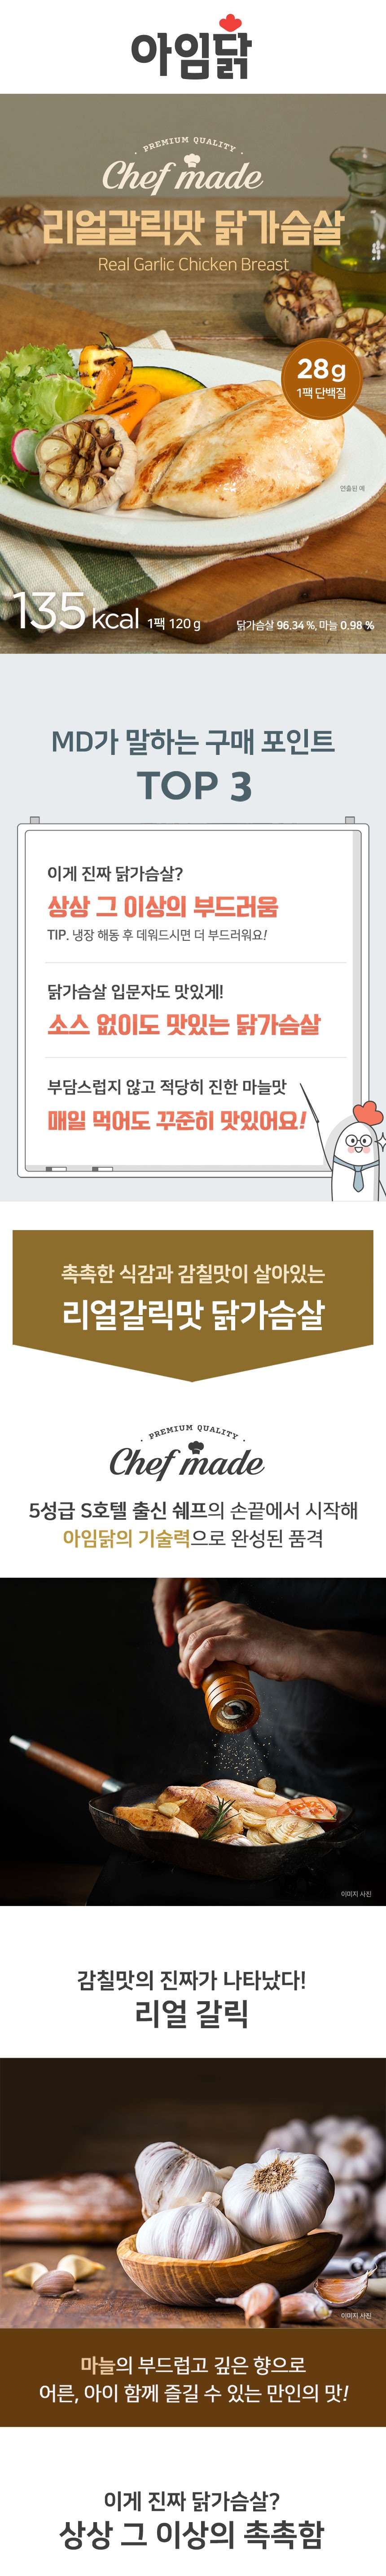 아임닭
PREMIUM QUALITY
Chef made
리얼갈릭맛 닭가슴살
Real Garlic Chicken Breast
28g
1팩 단백질
연출된 예
135 kcal 1팩 120 g
닭가슴살 96.34 %, 마늘 0.98 %
MD가 말하는 구매 포인트
TOP 3
이게 진짜 닭가슴살?
상상 그 이상의 부드러움
TIP. 냉장 해동 후 데워드시면 더 부드러워요!
닭가슴살 입문자도 맛있게!
소스 없이도 맛있는 닭가슴살
부담스럽지 않고 적당히 진한 마늘맛
매일 먹어도 꾸준히 맛있어요!
촉촉한 식감과 감칠맛이 살아있는
리얼갈릭맛 닭가슴살
PREMIUM QUALITY
Chef made
5성급 S호텔 출신 쉐프의 손끝에서 시작해
아임닭의 기술력으로 완성된 품격
이미지 사진
감칠맛의 진짜가 나타났다!
리얼 갈릭
이미지 사진
마늘의 부드럽고 깊은 향으로
어른, 아이 함께 즐길 수 있는 만인의 맛!
이게 진짜 닭가슴살?
상상 그 이상의 촉촉함